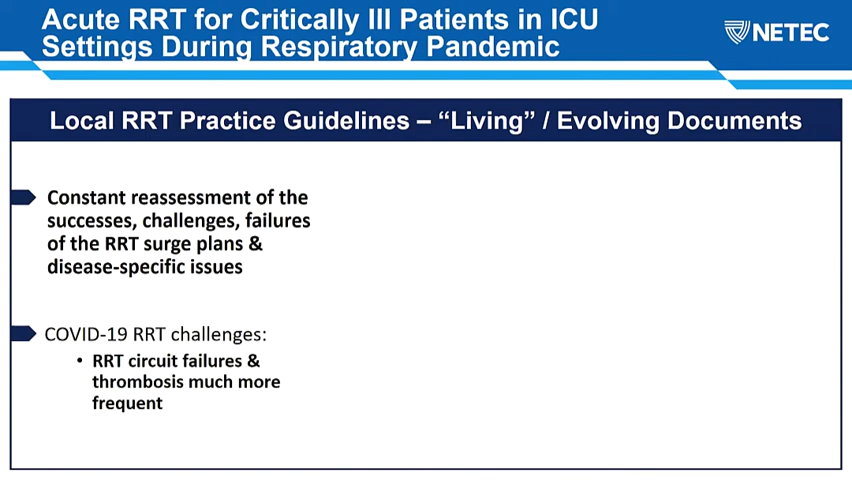 Acute RRT for Critically III Patients in ICU
Settings During Respiratory Pandemic
NETEC
Local RRT Practice Guidelines – “Living” / Evolving Documents
Constant reassessment of the
successes, challenges, failures
of the RRT surge plans &
disease-specific issues
COVID-19 RRT challenges:
• RRT circuit failures &
thrombosis much more
frequent